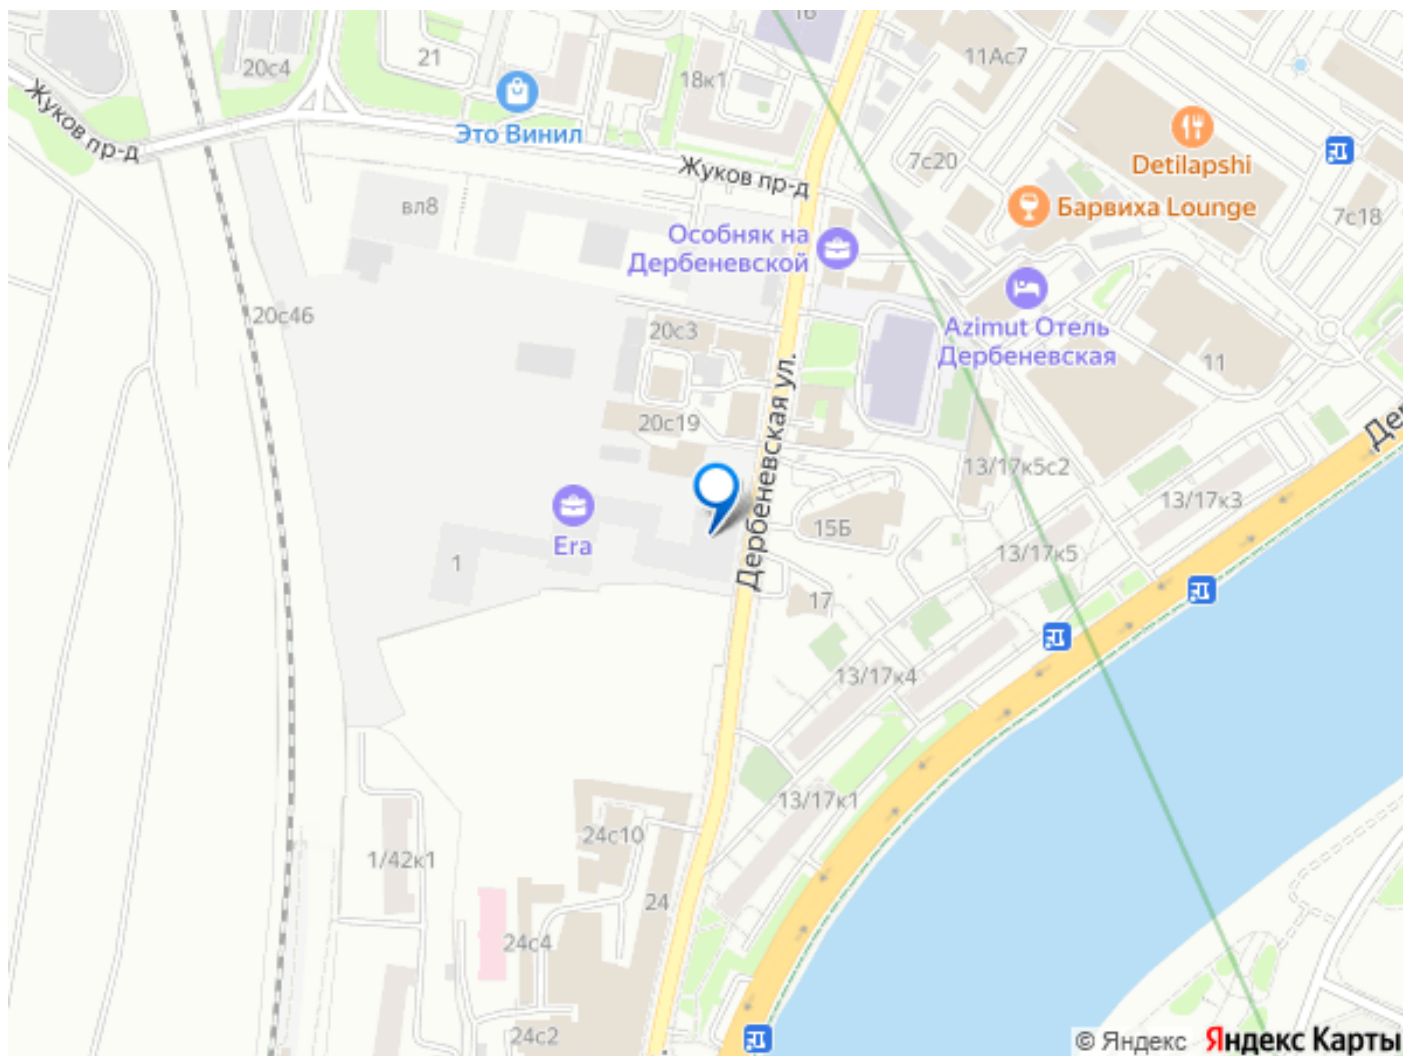 16
11Ас7
21
20с4
18к1
Жуков пр-д
Это Винил
Detilapshi
Жуков пр-д
7с20
вл8
Барвиха Lounge
7с18
Особняк на
Дербеневской
20с46
20с3
Azimut Отель
Дербеневская
11
Дербеневская ул.
20с19
13/17к5с2
13/17к3
15Б
Era
1
13/17к5
17
13/17к4
13/17к1
24с10
1/42к1
24
24с4
24с2
© Яндекс Яндекс Карты